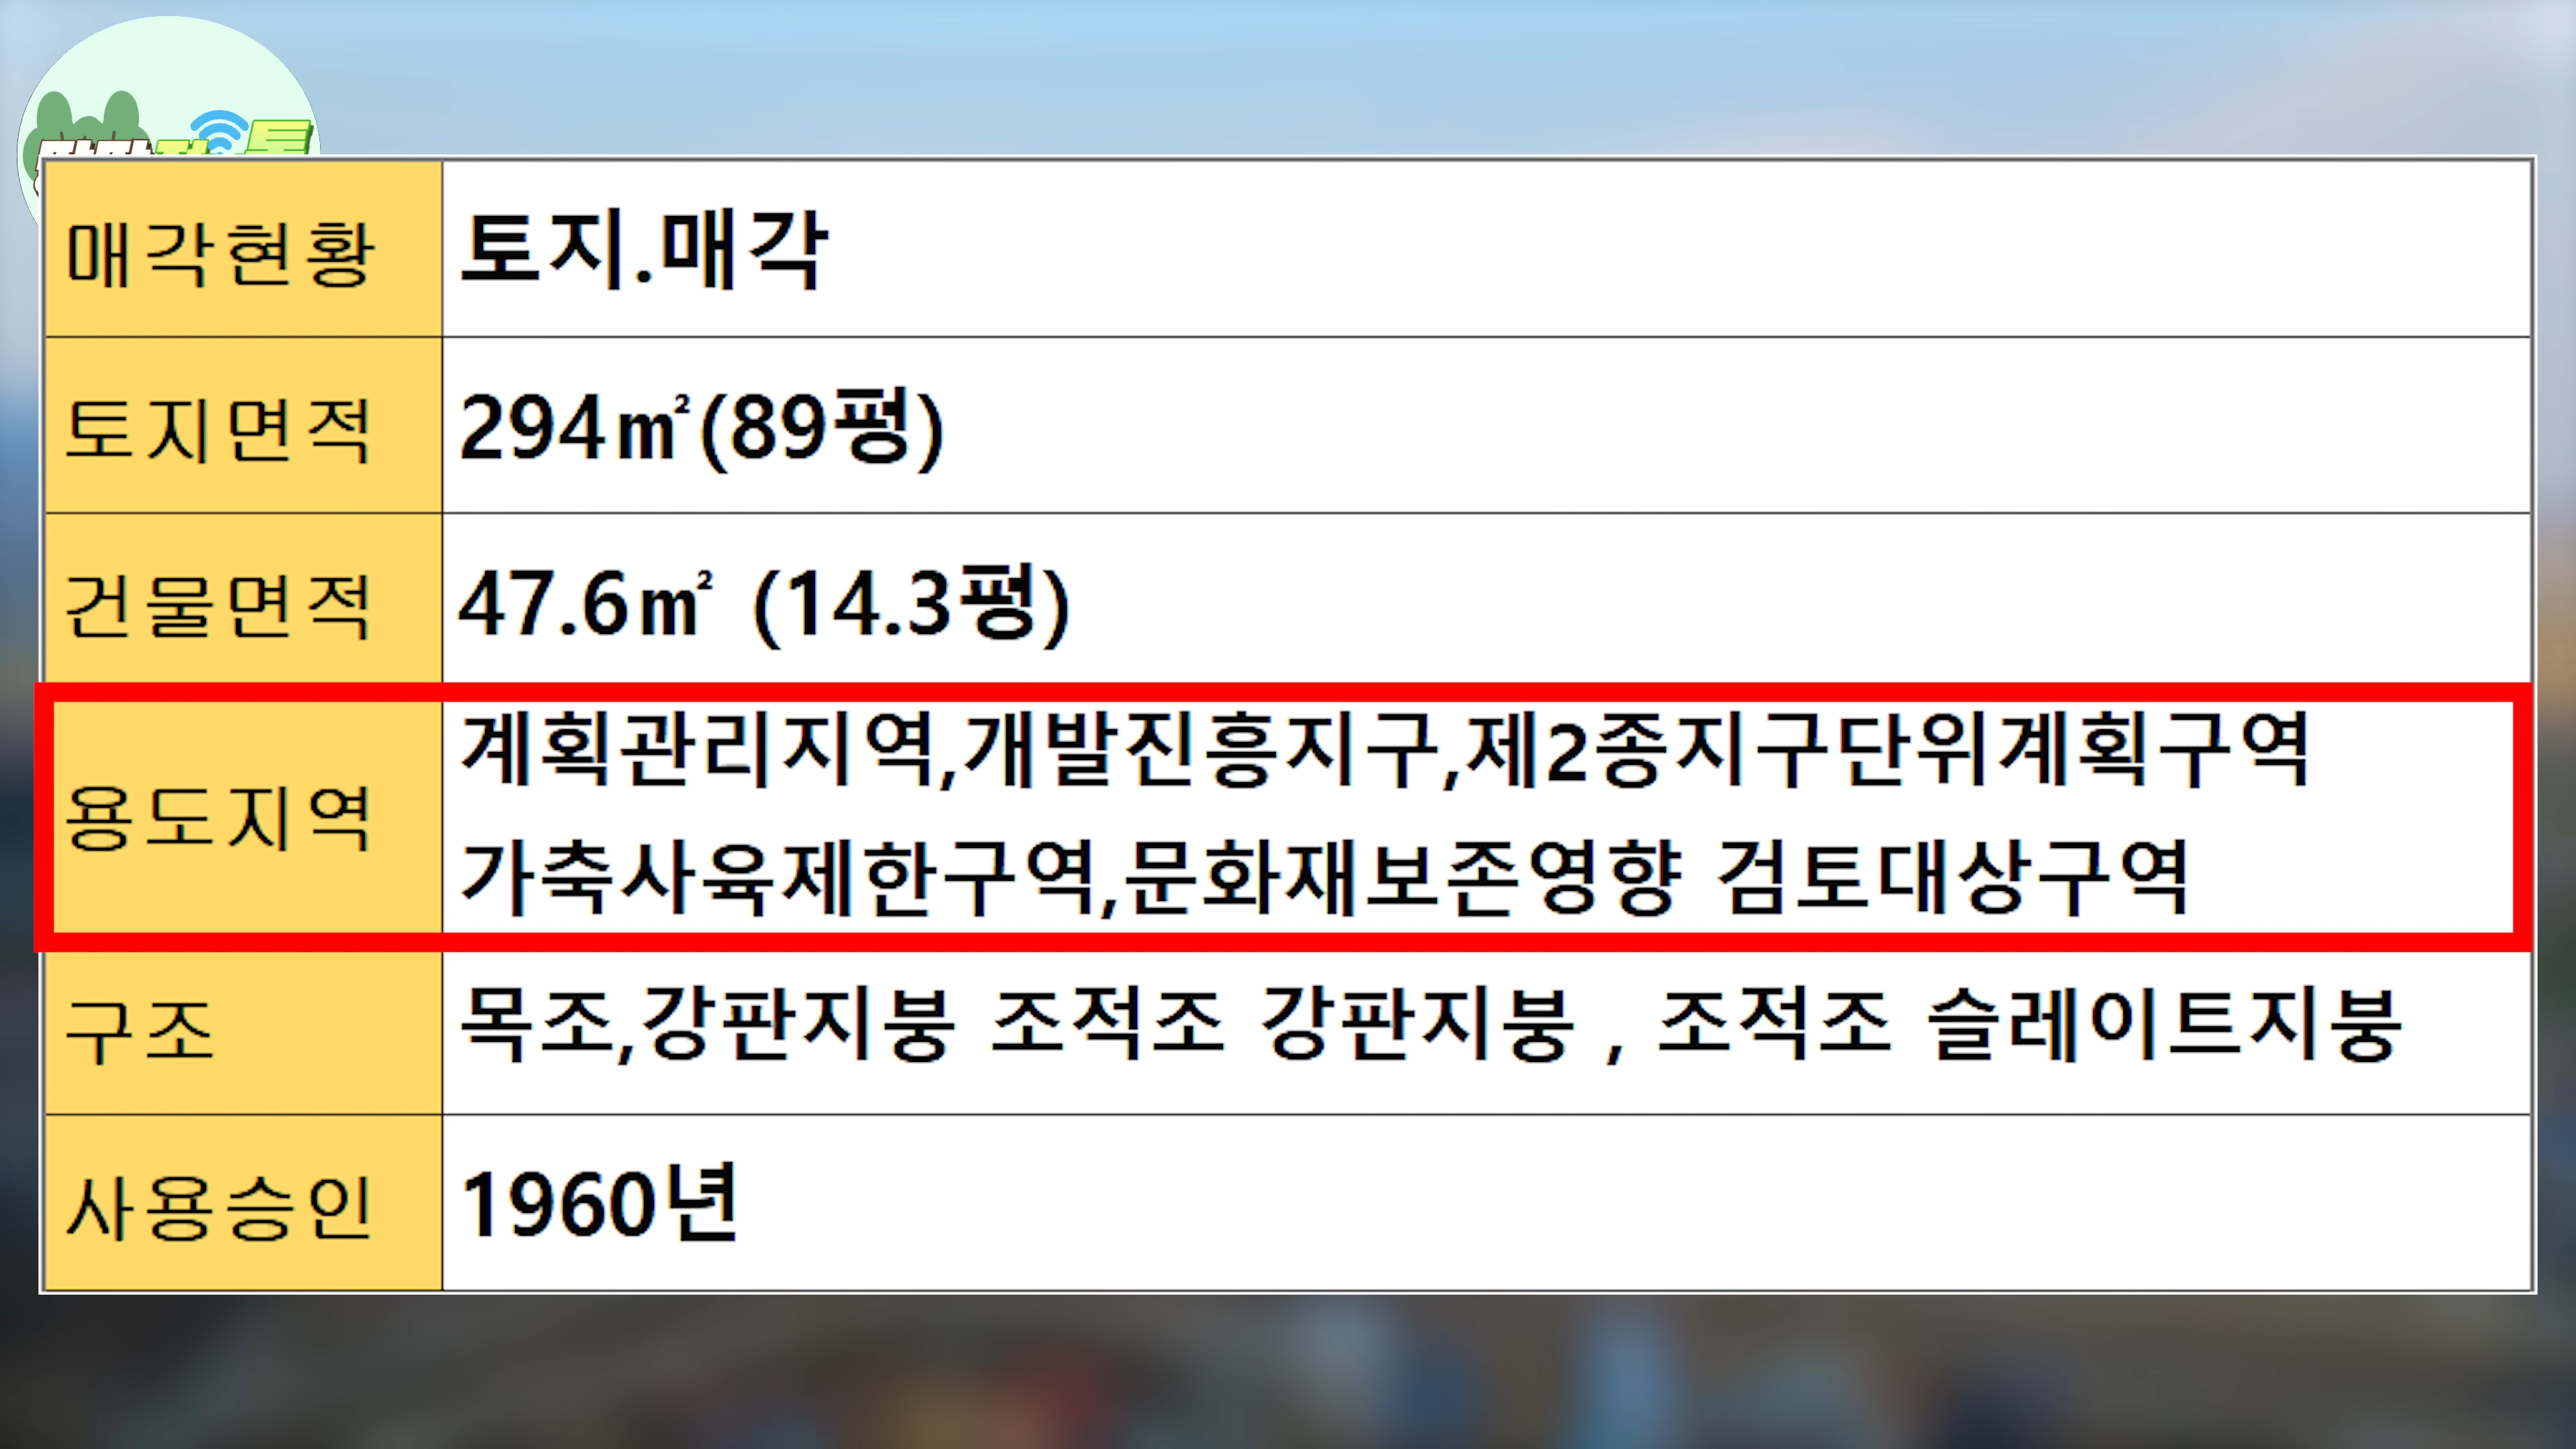 매각현황 토지.매각
토지면적 294㎡(89평)
건물면적 47.6㎡ (14.3평)
용도지역 계획관리지역,개발진흥지구,제2종지구단위계획구역
가축사육제한구역,문화재보존영향 검토대상구역
구조 목조,강판지붕 조적조 강판지붕 , 조적조 슬레이트지붕
사용승인 1960년